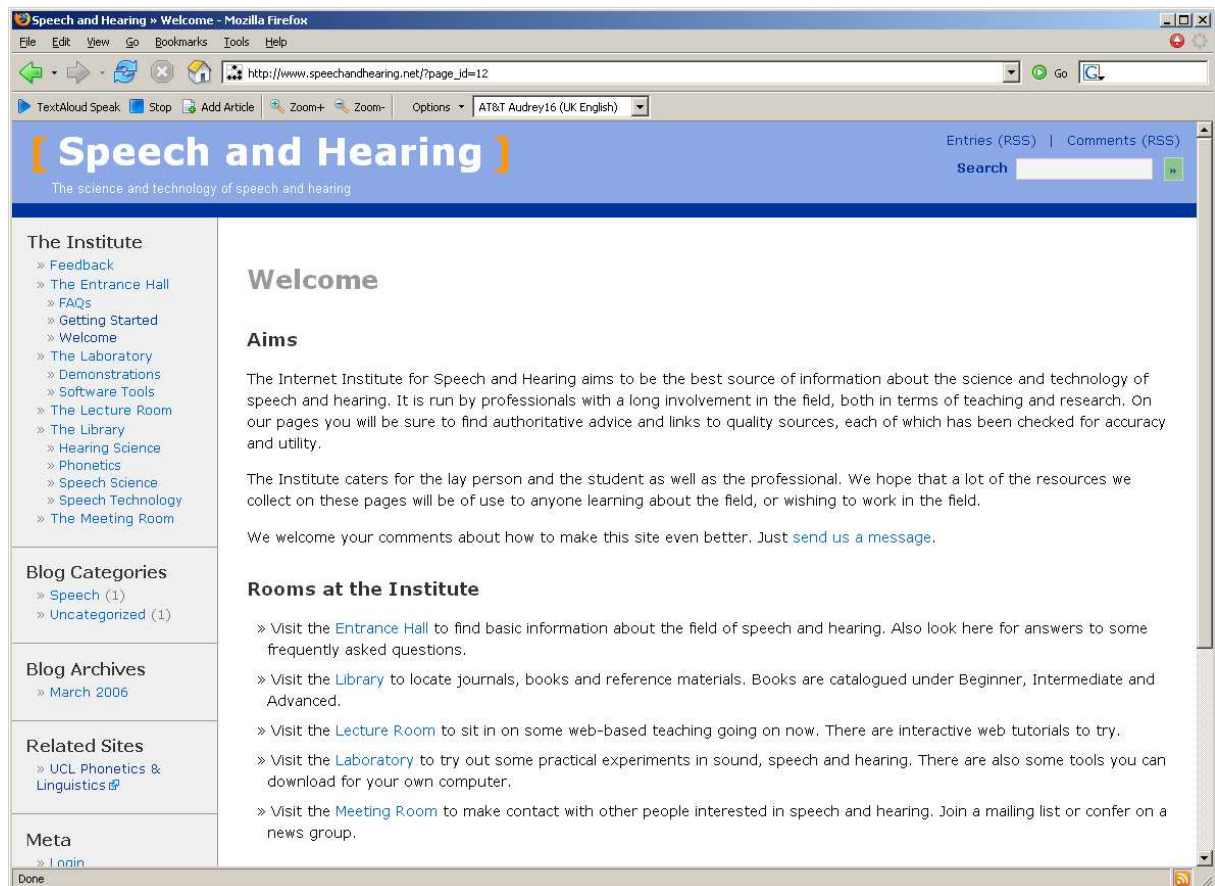 Speech and Hearing » Welcome - Mozilla Firefox
File Edit View Go Bookmarks Tools Help
http://www.speechandhearing.net/?page_id=12
Go
G
TextAloud Speak Stop Add Article Zoom+ Zoom- Options AT&T Audrey16 (UK English)
[ Speech and Hearing ]
The science and technology of speech and hearing
Entries (RSS) | Comments (RSS)
Search »
The Institute
» Feedback
» The Entrance Hall
» FAQs
» Getting Started
» Welcome
» The Laboratory
» Demonstrations
» Software Tools
» The Lecture Room
» The Library
» Hearing Science
» Phonetics
» Speech Science
» Speech Technology
» The Meeting Room
Blog Categories
» Speech (1)
» Uncategorized (1)
Blog Archives
» March 2006
Related Sites
» UCL Phonetics &
Linguistics
Meta
» Login
Welcome
Aims
The Internet Institute for Speech and Hearing aims to be the best source of information about the science and technology of
speech and hearing. It is run by professionals with a long involvement in the field, both in terms of teaching and research. On
our pages you will be sure to find authoritative advice and links to quality sources, each of which has been checked for accuracy
and utility.
The Institute caters for the lay person and the student as well as the professional. We hope that a lot of the resources we
collect on these pages will be of use to anyone learning about the field, or wishing to work in the field.
We welcome your comments about how to make this site even better. Just send us a message.
Rooms at the Institute
» Visit the Entrance Hall to find basic information about the field of speech and hearing. Also look here for answers to some
frequently asked questions.
» Visit the Library to locate journals, books and reference materials. Books are catalogued under Beginner, Intermediate and
Advanced.
» Visit the Lecture Room to sit in on some web-based teaching going on now. There are interactive web tutorials to try.
» Visit the Laboratory to try out some practical experiments in sound, speech and hearing. There are also some tools you can
download for your own computer.
» Visit the Meeting Room to make contact with other people interested in speech and hearing. Join a mailing list or confer on a
news group.
Done